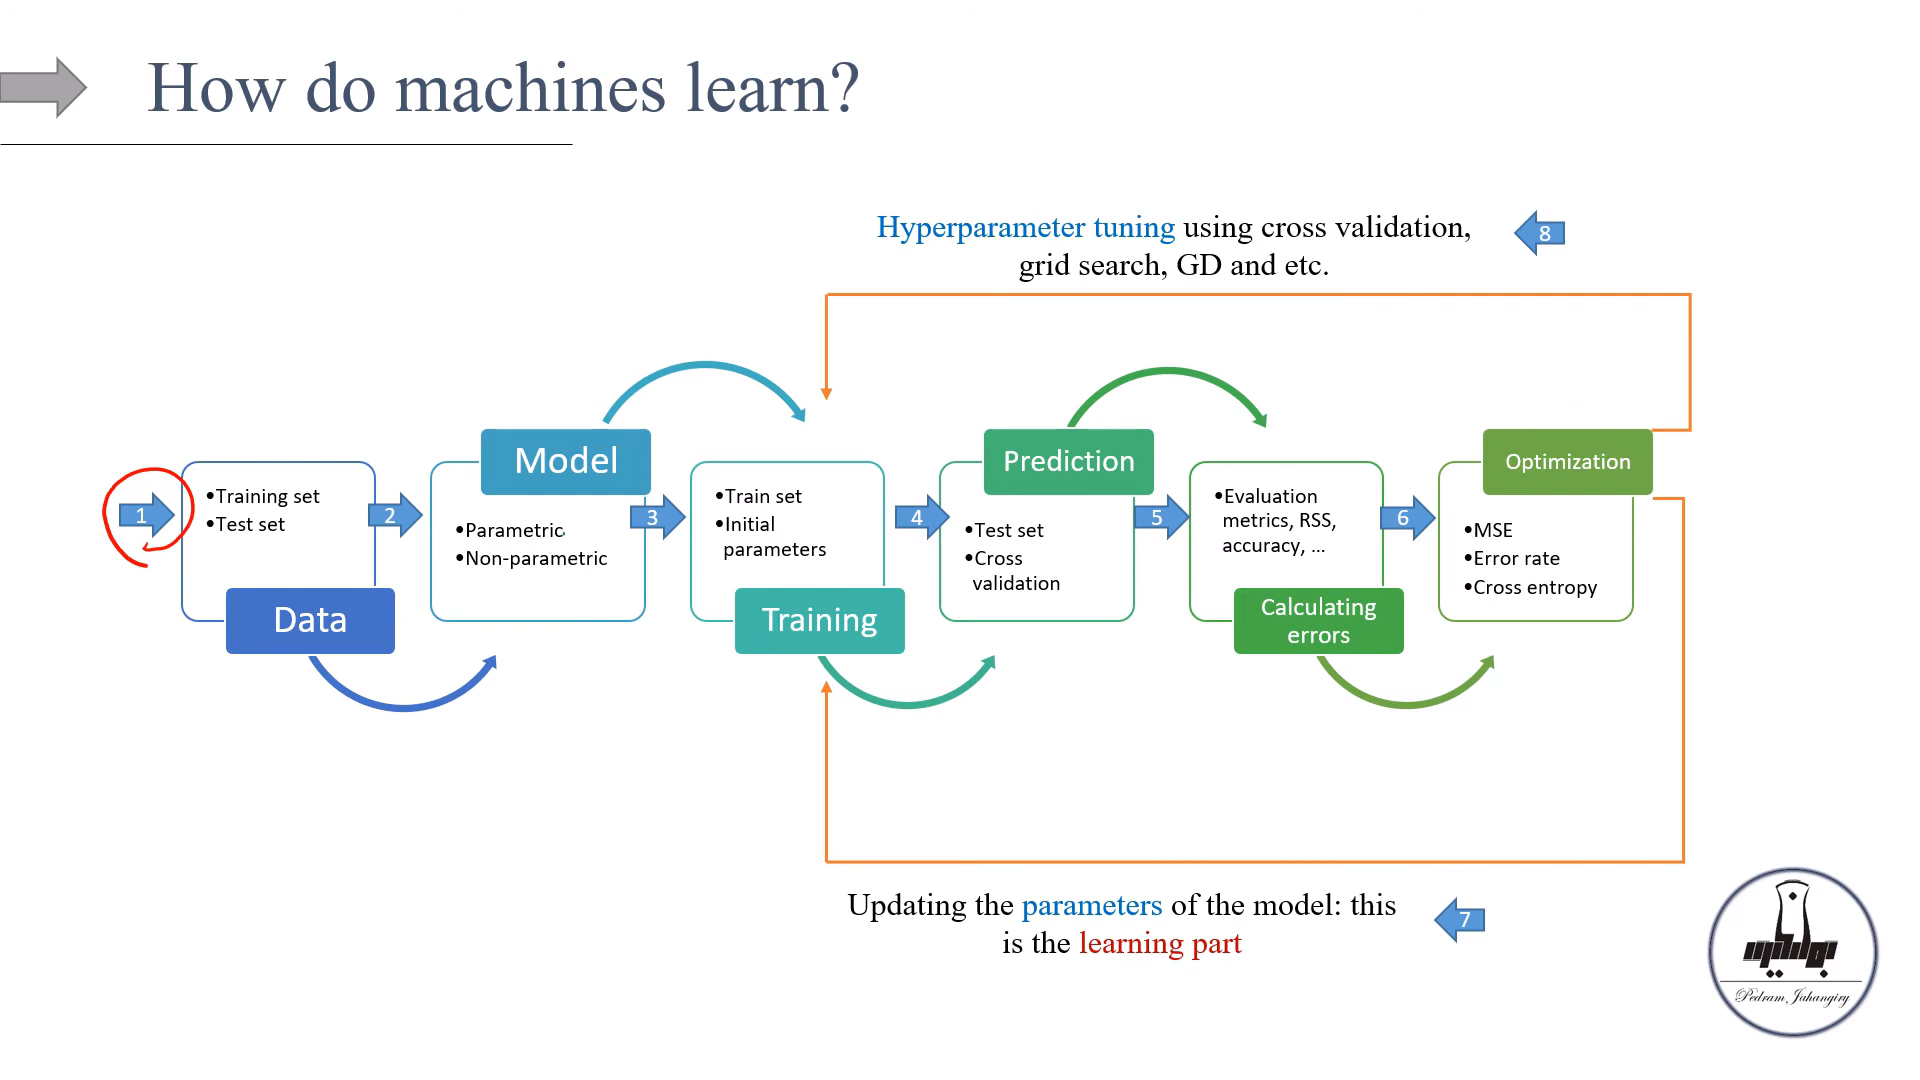 How do machines learn?
Hyperparameter tuning using cross validation,
grid search, GD and etc.
8
1
•Training set
•Test set
Data
2
Model
•Parametric
•Non-parametric
3
•Train set
•Initial
parameters
Training
4
Prediction
•Test set
•Cross
validation
5
•Evaluation
metrics, RSS,
accuracy, ...
Calculating
errors
6
Optimization
•MSE
•Error rate
•Cross entropy
Updating the parameters of the model: this
is the learning part
7
Pedram Jahangiry